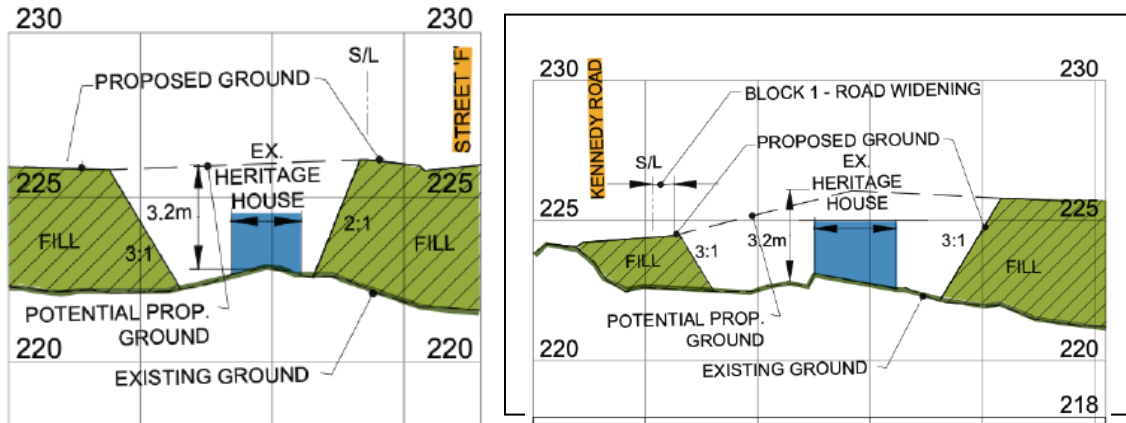 230
230
S/L
STREET 'F'
PROPOSED GROUND
EX.
HERITAGE
HOUSE
225
225
3.2m
2:1
3:1
FILL
FILL
POTENTIAL PROP.
GROUND
220
220
EXISTING GROUND
230
230
KENNEDY ROAD
BLOCK 1 - ROAD WIDENING
PROPOSED GROUND
S/L
EX.
HERITAGE
HOUSE
225
225
3.2m
3:1
3:1
FILL
FILL
POTENTIAL PROP.
GROUND
220
220
EXISTING GROUND
218